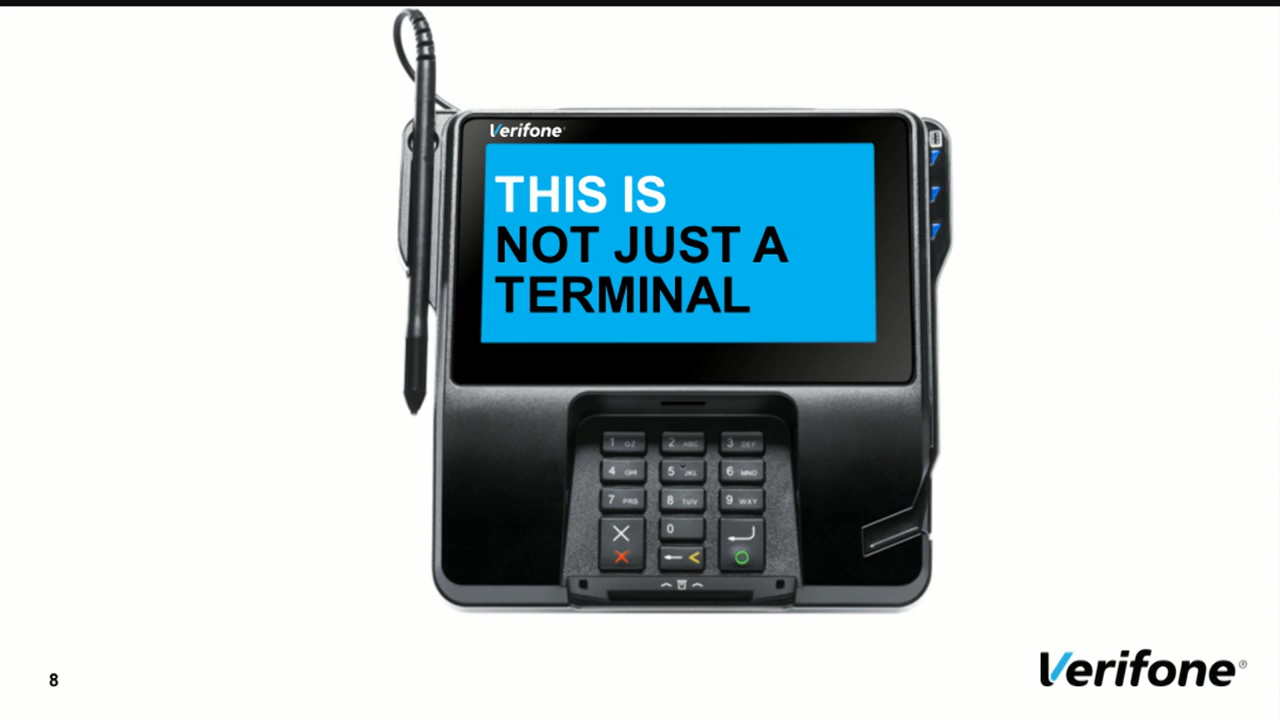 Verifone
THIS IS
NOT JUST A
TERMINAL
1 QZ 2 ABC 3 DEF
4 GHI 5 JKL 6 MNO
7 PRS 8 TUV 9 WXY
0
8
Verifone®